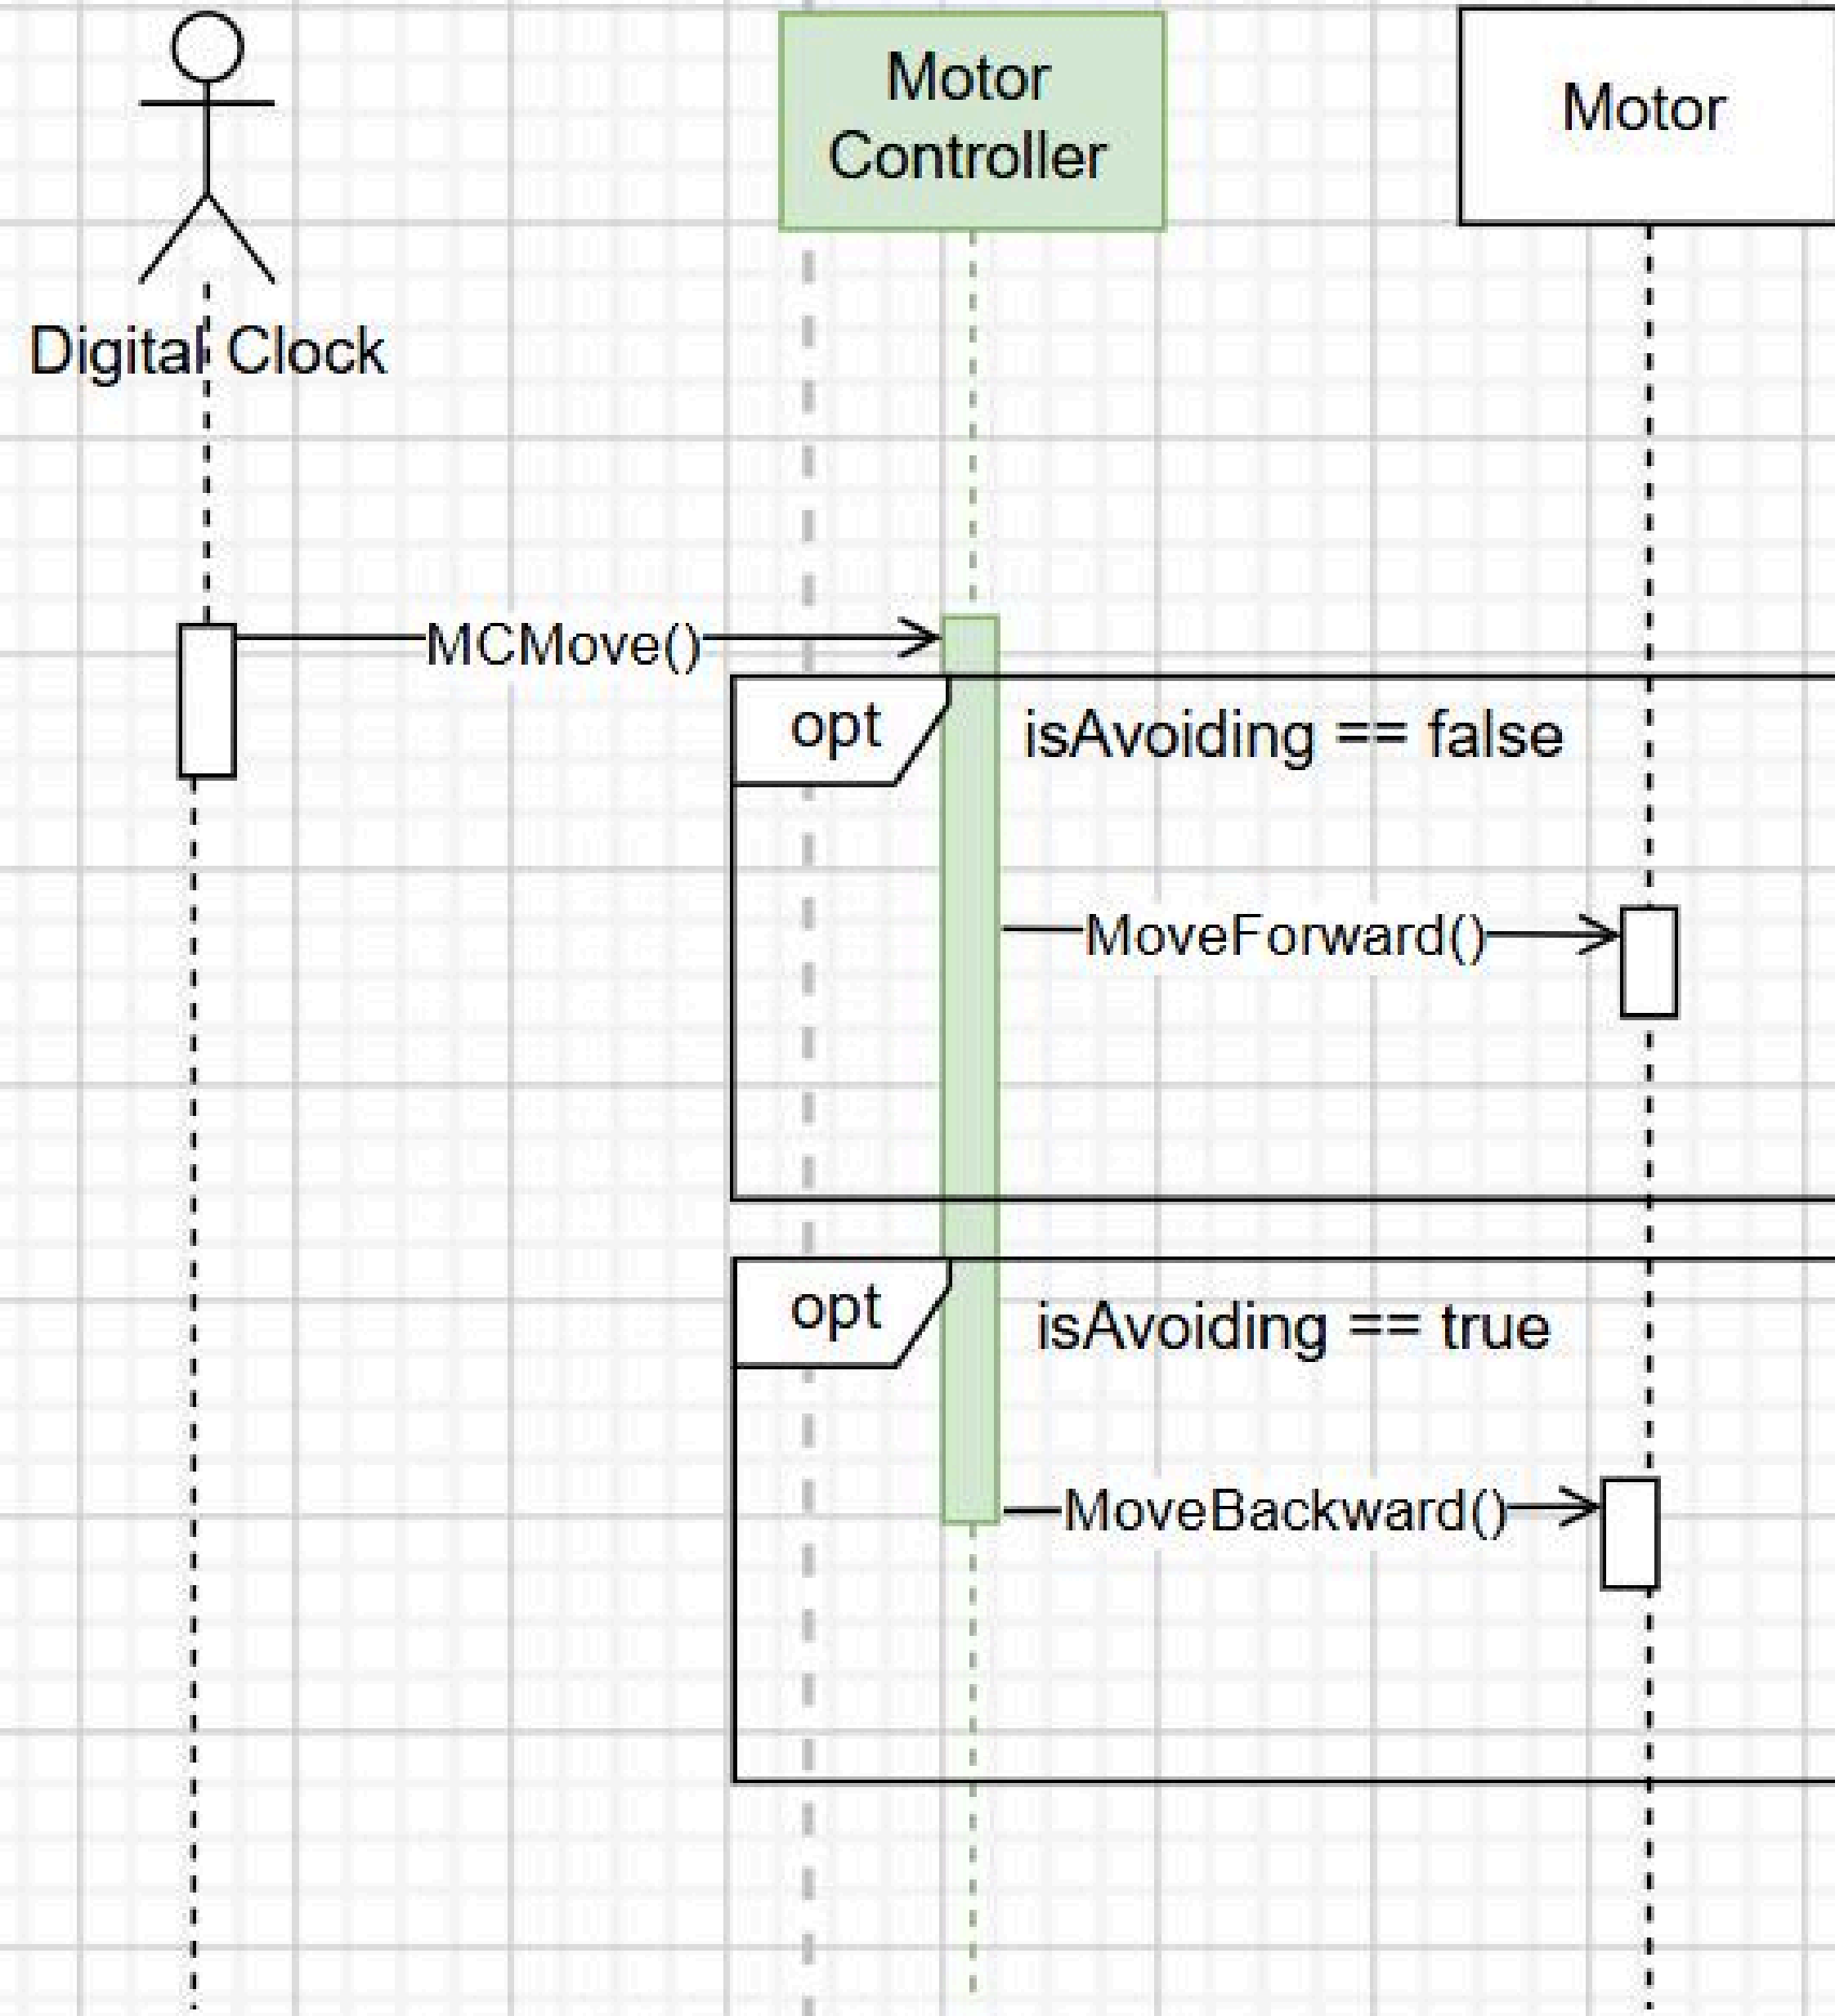 Motor
Controller
Motor
Digital Clock
MCMove()
opt
isAvoiding == false
MoveForward()
opt
isAvoiding == true
MoveBackward()